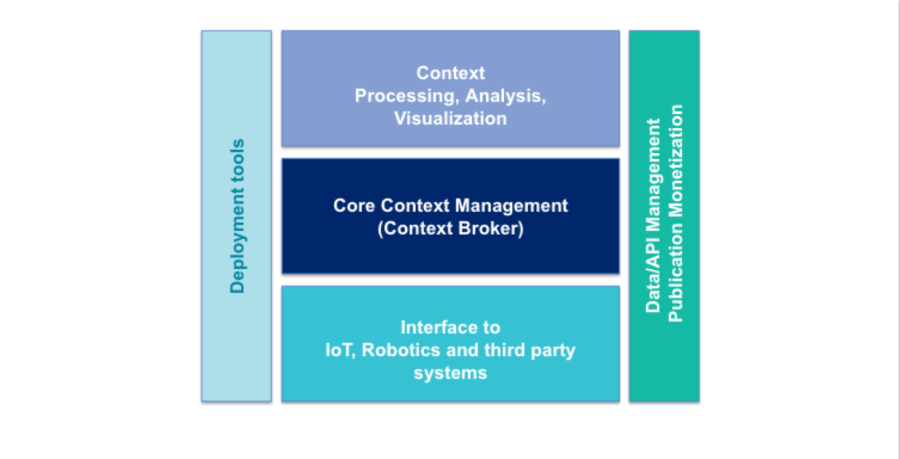 Deployment tools
Context
Processing, Analysis,
Visualization
Core Context Management
(Context Broker)
Interface to
IoT, Robotics and third party
systems
Data/API Management
Publication Monetization